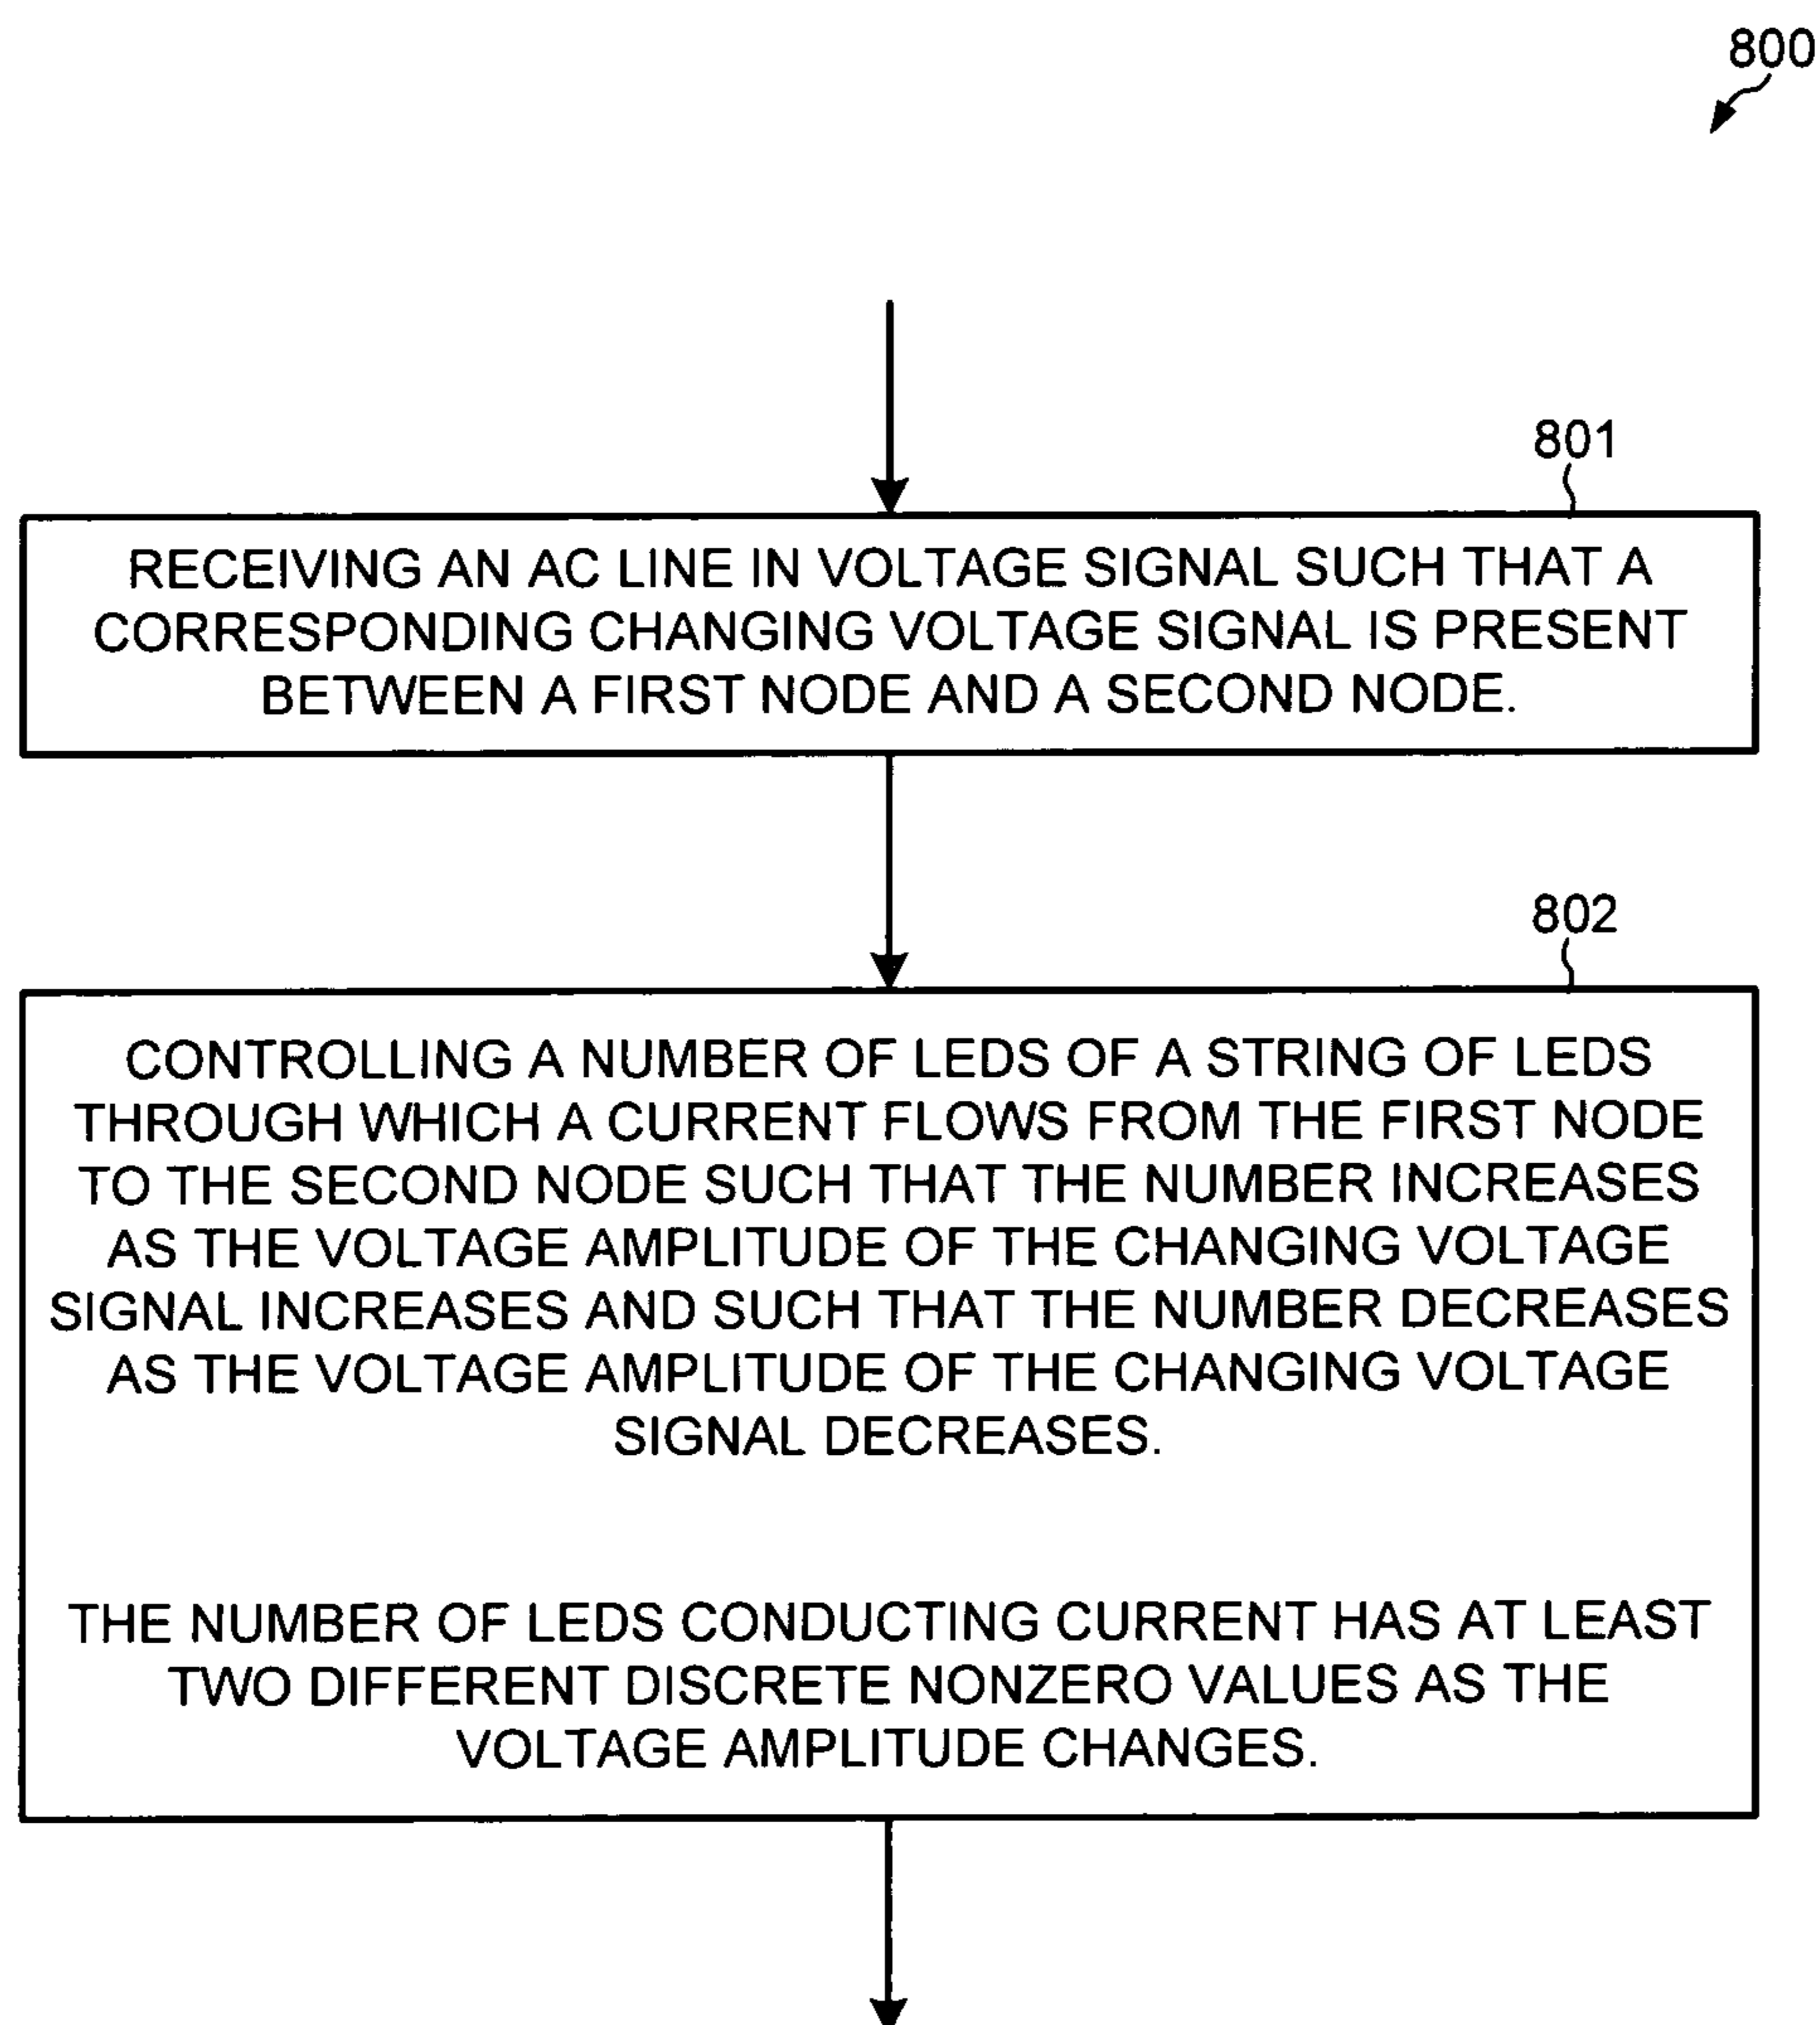 800
801
RECEIVING AN AC LINE IN VOLTAGE SIGNAL SUCH THAT A
CORRESPONDING CHANGING VOLTAGE SIGNAL IS PRESENT
BETWEEN A FIRST NODE AND A SECOND NODE.
802
CONTROLLING A NUMBER OF LEDS OF A STRING OF LEDS
THROUGH WHICH A CURRENT FLOWS FROM THE FIRST NODE
TO THE SECOND NODE SUCH THAT THE NUMBER INCREASES
AS THE VOLTAGE AMPLITUDE OF THE CHANGING VOLTAGE
SIGNAL INCREASES AND SUCH THAT THE NUMBER DECREASES
AS THE VOLTAGE AMPLITUDE OF THE CHANGING VOLTAGE
SIGNAL DECREASES.
THE NUMBER OF LEDS CONDUCTING CURRENT HAS AT LEAST
TWO DIFFERENT DISCRETE NONZERO VALUES AS THE
VOLTAGE AMPLITUDE CHANGES.